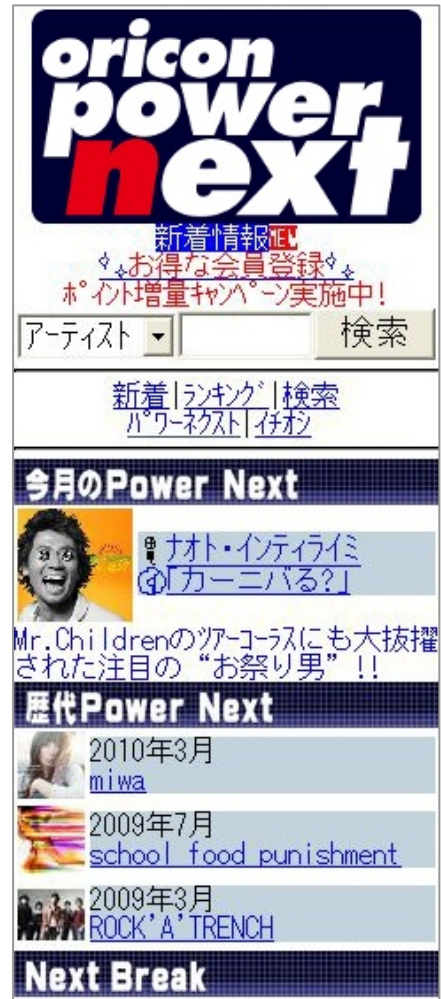 oricon
power
next
新着情報NEW
お得な会員登録
ﾎﾟｲﾝﾄ増量ｷｬﾝﾍﾟｰﾝ実施中!
アーティスト 検索
新着|ﾗﾝｷﾝｸﾞ|検索
ﾊﾟﾜｰﾈｸｽﾄ|ｲﾁｵｼ
今月のPower Next
ナオト・インティライミ
「カーニバる?」
Mr.Childrenのﾂｱｰｺｰﾗｽにも大抜擢
された注目の“お祭り男”!!
歴代Power Next
2010年3月
miwa
2009年7月
school food punishment
2009年3月
ROCK'A'TRENCH
Next Break